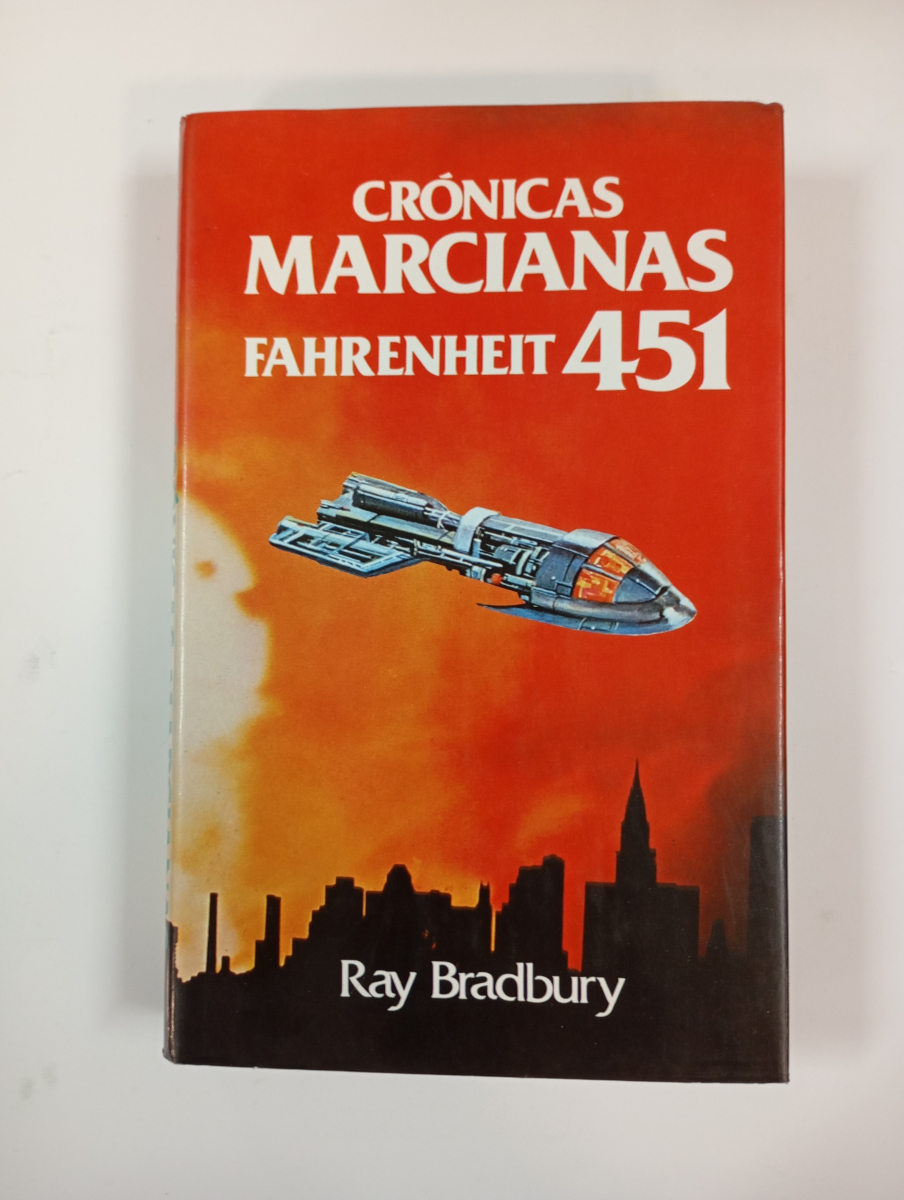 CRÓNICAS
MARCIANAS
FAHRENHEIT 451
Ray Bradbury